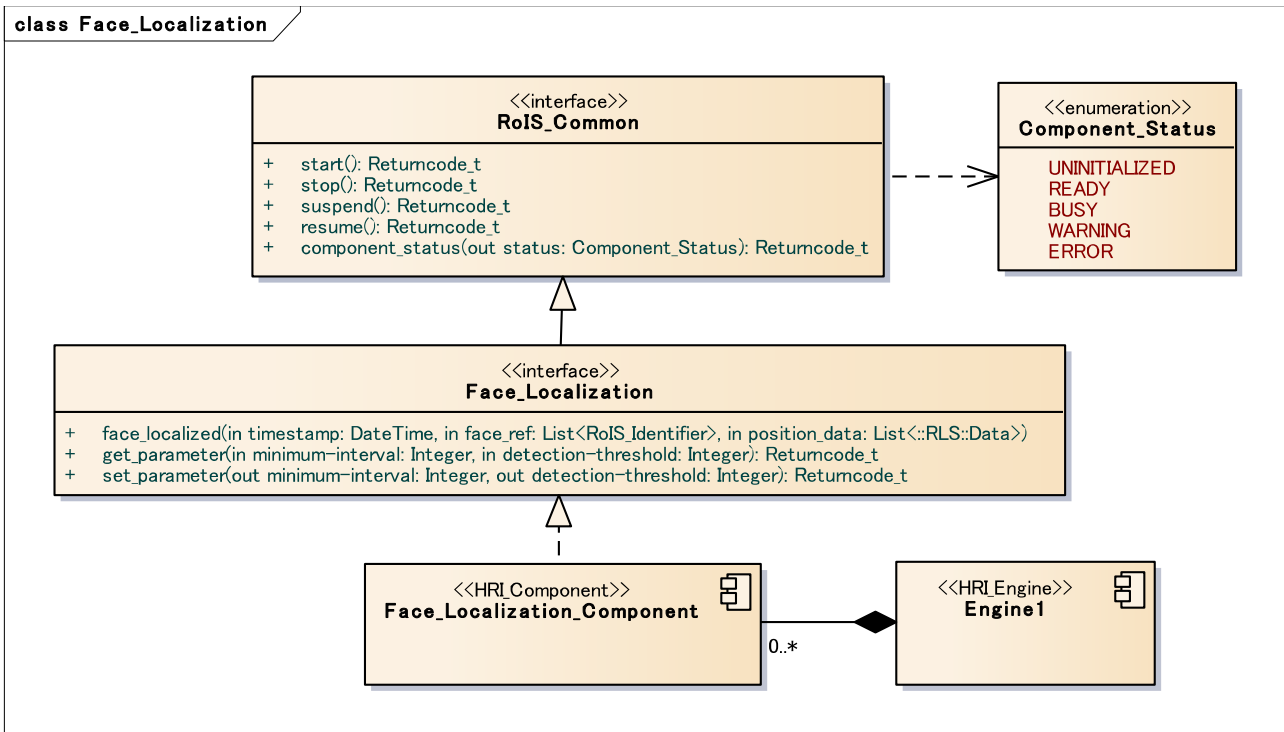 class Face_Localization
<<interface>>
RoIS_Common
+ start(): Returncode_t
+ stop(): Returncode_t
+ suspend(): Returncode_t
+ resume(): Returncode_t
+ component_status(out status: Component_Status): Returncode_t
<<enumeration>>
Component_Status
UNINITIALIZED
READY
BUSY
WARNING
ERROR
<<interface>>
Face_Localization
+ face_localized(in timestamp: DateTime, in face_ref: List<RoIS_Identifier>, in position_data: List<::RLS::Data>)
+ get_parameter(in minimum-interval: Integer, in detection-threshold: Integer): Returncode_t
+ set_parameter(out minimum-interval: Integer, out detection-threshold: Integer): Returncode_t
<<HRI_Component>>
Face_Localization_Component
0..*
<<HRI_Engine>>
Engine1